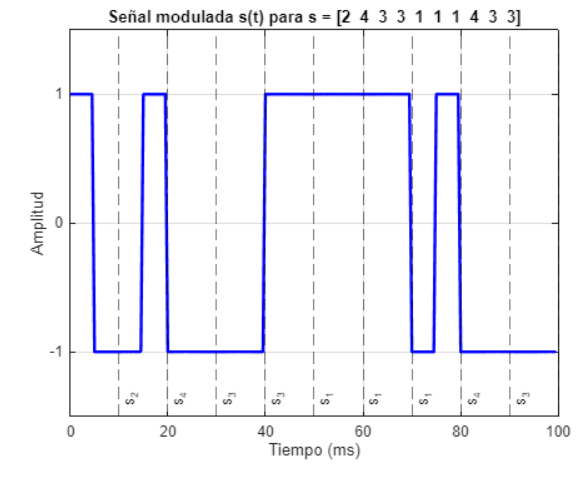 Señal modulada s(t) para s = [2 4 3 3 1 1 1 4 3 3]
1
0
-1
Amplitud
s₂ s₄ s₃ s₃ s₁ s₁ s₁ s₄ s₃
0 20 40 60 80 100
Tiempo (ms)